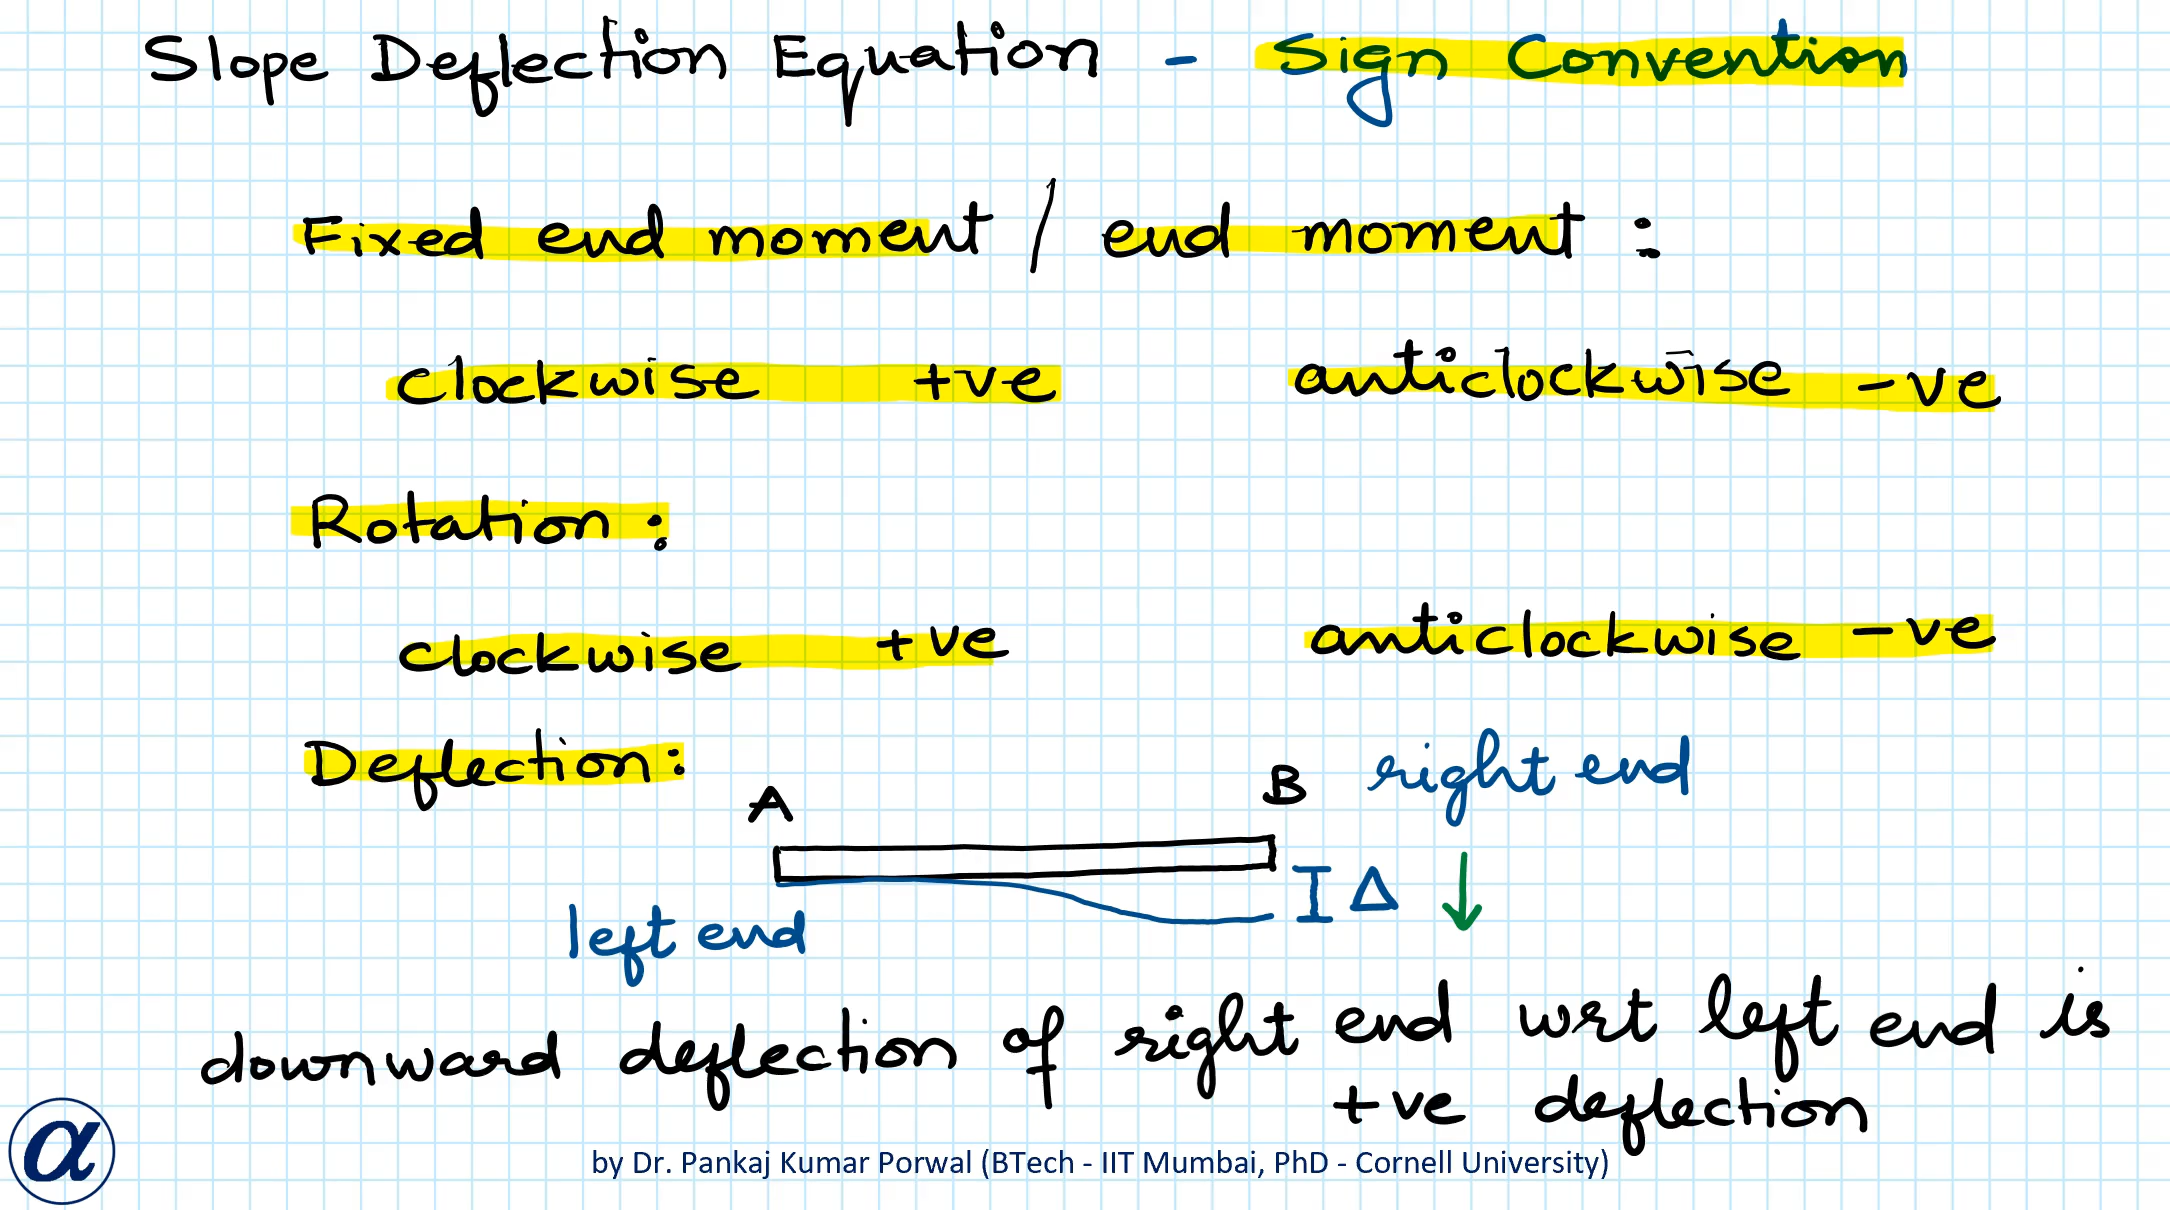 Slope Deflection Equation - Sign Convention
Fixed end moment / end moment :
clockwise +ve anticlockwise -ve
Rotation :
clockwise +ve anticlockwise -ve
Deflection :
A B right end
Δ ↓
left end
downward deflection of right end wrt left end is
+ve deflection
α
by Dr. Pankaj Kumar Porwal (BTech - IIT Mumbai, PhD - Cornell University)